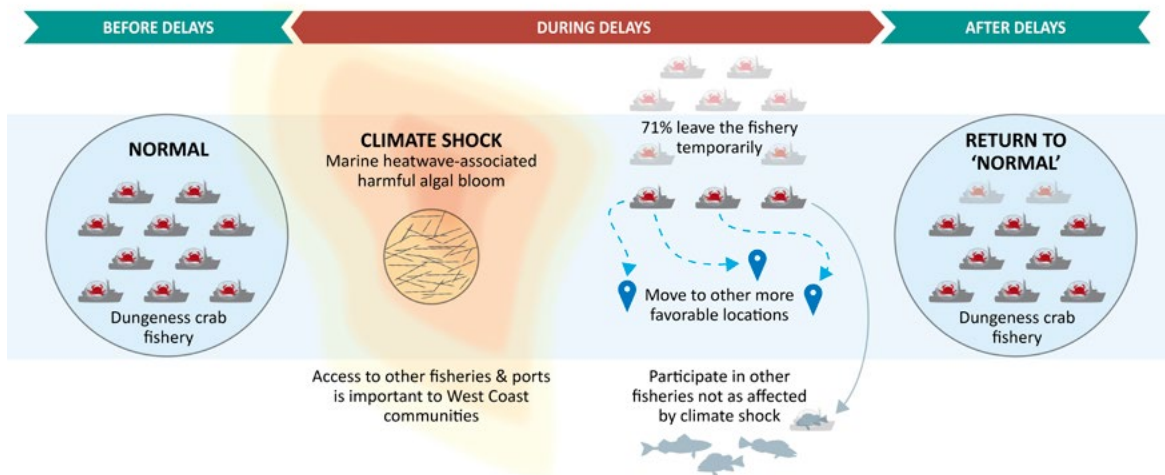 BEFORE DELAYS
DURING DELAYS
AFTER DELAYS
NORMAL
Dungeness crab
fishery
CLIMATE SHOCK
Marine heatwave-associated
harmful algal bloom
Access to other fisheries & ports
is important to West Coast
communities
71% leave the fishery
temporarily
Move to other more
favorable locations
Participate in other
fisheries not as affected
by climate shock
RETURN TO
‘NORMAL’
Dungeness crab
fishery